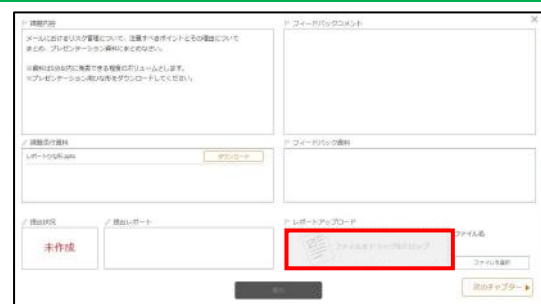 課題内容
メールにおけるリスク管理について、注意すべきポイントとその理由について
まとめ、プレゼンテーション資料にまとめなさい。
※資料は5分以内に発表できる程度のボリュームとします。
※プレゼンテーション用ひな形をダウンロードしてください。
フィードバックコメント
課題添付資料
レポートひな形.pptx
ダウンロード
フィードバック資料
提出状況
未作成
提出レポート
レポートアップロード
ファイルをドラッグ&ドロップ
ファイル名
ファイルを選択
次のチャプター